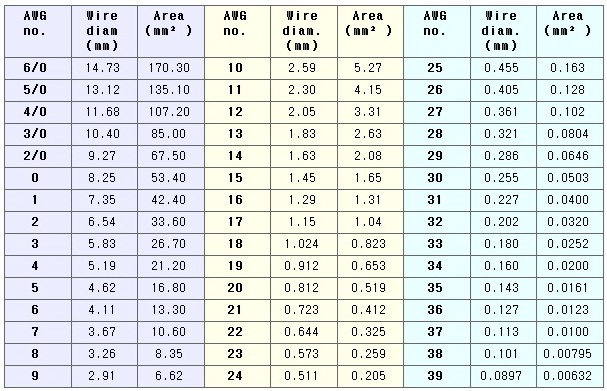 AWG no. Wire diam (mm) Area (mm² ) AWG no. Wire diam. (mm) Area (mm² ) AWG no. Wire diam. (mm) Area (mm² )
6/0 14.73 170.30 10 2.59 5.27 25 0.455 0.163
5/0 13.12 135.10 11 2.30 4.15 26 0.405 0.128
4/0 11.68 107.20 12 2.05 3.31 27 0.361 0.102
3/0 10.40 85.00 13 1.83 2.63 28 0.321 0.0804
2/0 9.27 67.50 14 1.63 2.08 29 0.286 0.0646
0 8.25 53.40 15 1.45 1.65 30 0.255 0.0503
1 7.35 42.40 16 1.29 1.31 31 0.227 0.0400
2 6.54 33.60 17 1.15 1.04 32 0.202 0.0320
3 5.83 26.70 18 1.024 0.823 33 0.180 0.0252
4 5.19 21.20 19 0.912 0.653 34 0.160 0.0200
5 4.62 16.80 20 0.812 0.519 35 0.143 0.0161
6 4.11 13.30 21 0.723 0.412 36 0.127 0.0123
7 3.67 10.60 22 0.644 0.325 37 0.113 0.0100
8 3.26 8.35 23 0.573 0.259 38 0.101 0.00795
9 2.91 6.62 24 0.511 0.205 39 0.0897 0.00632